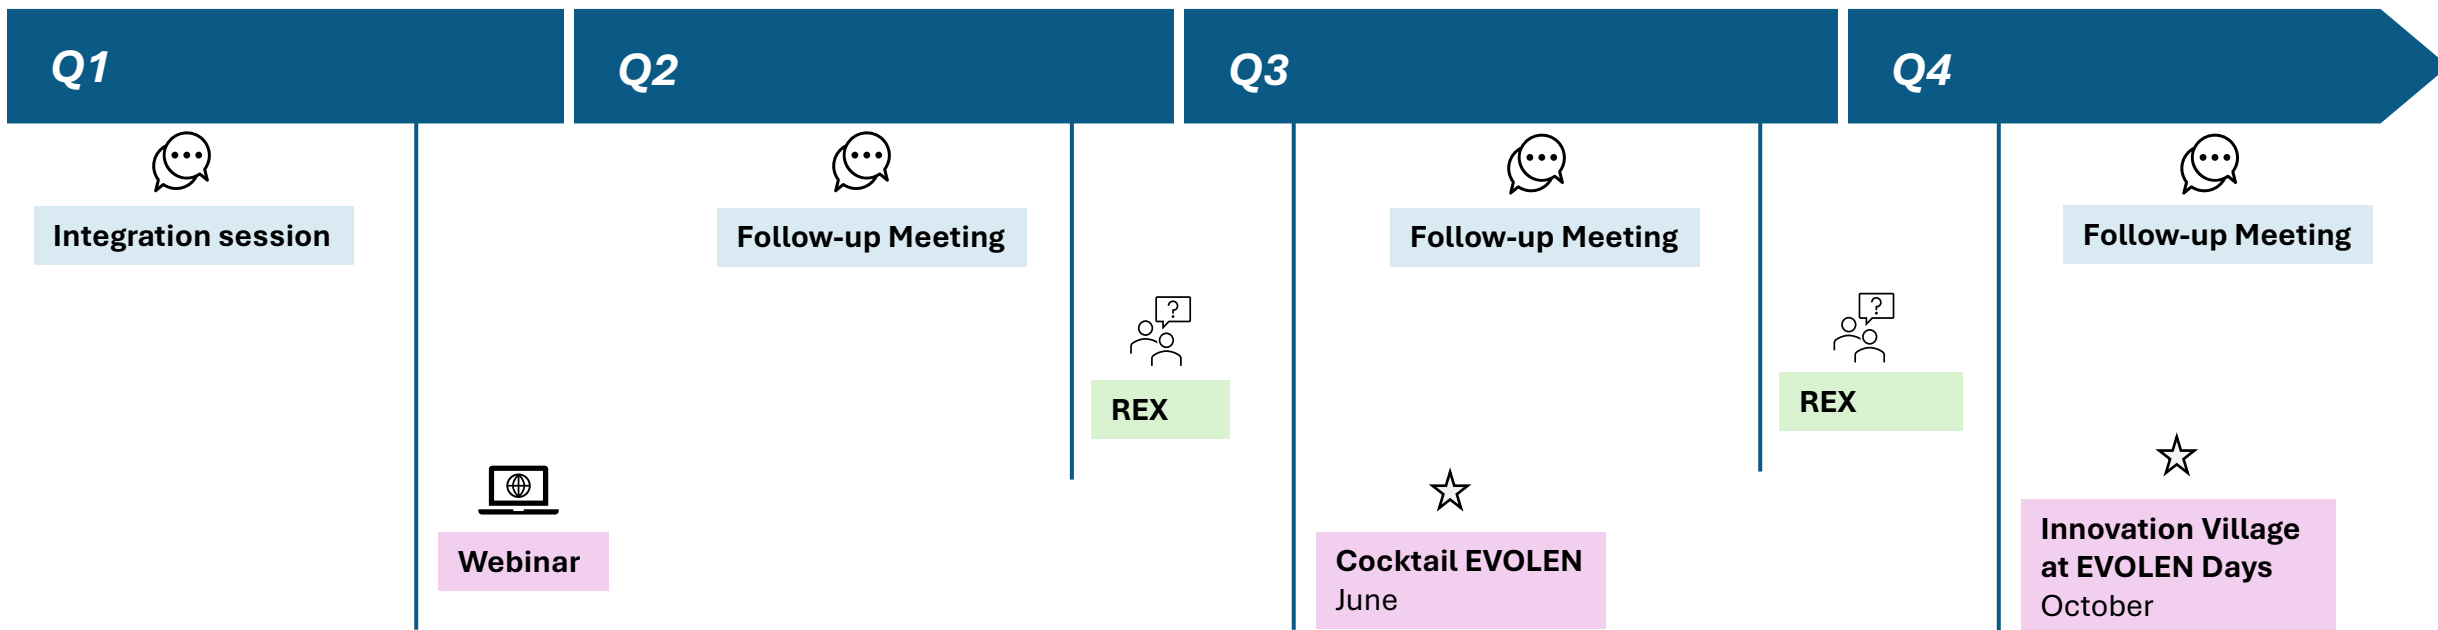 Q1
Q2
Q3
Q4
Integration session
Follow-up Meeting
Follow-up Meeting
Follow-up Meeting
?
?
REX
REX
Webinar
Cocktail EVOLEN
June
Innovation Village
at EVOLEN Days
October